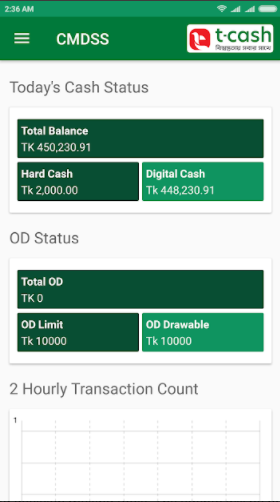 2:36 AM
CMDSS
t-cash
বিশ্বস্ততায় সবার সাথে
Today's Cash Status
Total Balance
TK 450,230.91
Hard Cash
Tk 2,000.00
Digital Cash
Tk 448,230.91
OD Status
Total OD
TK 0
OD Limit
Tk 10000
OD Drawable
Tk 10000
2 Hourly Transaction Count
1